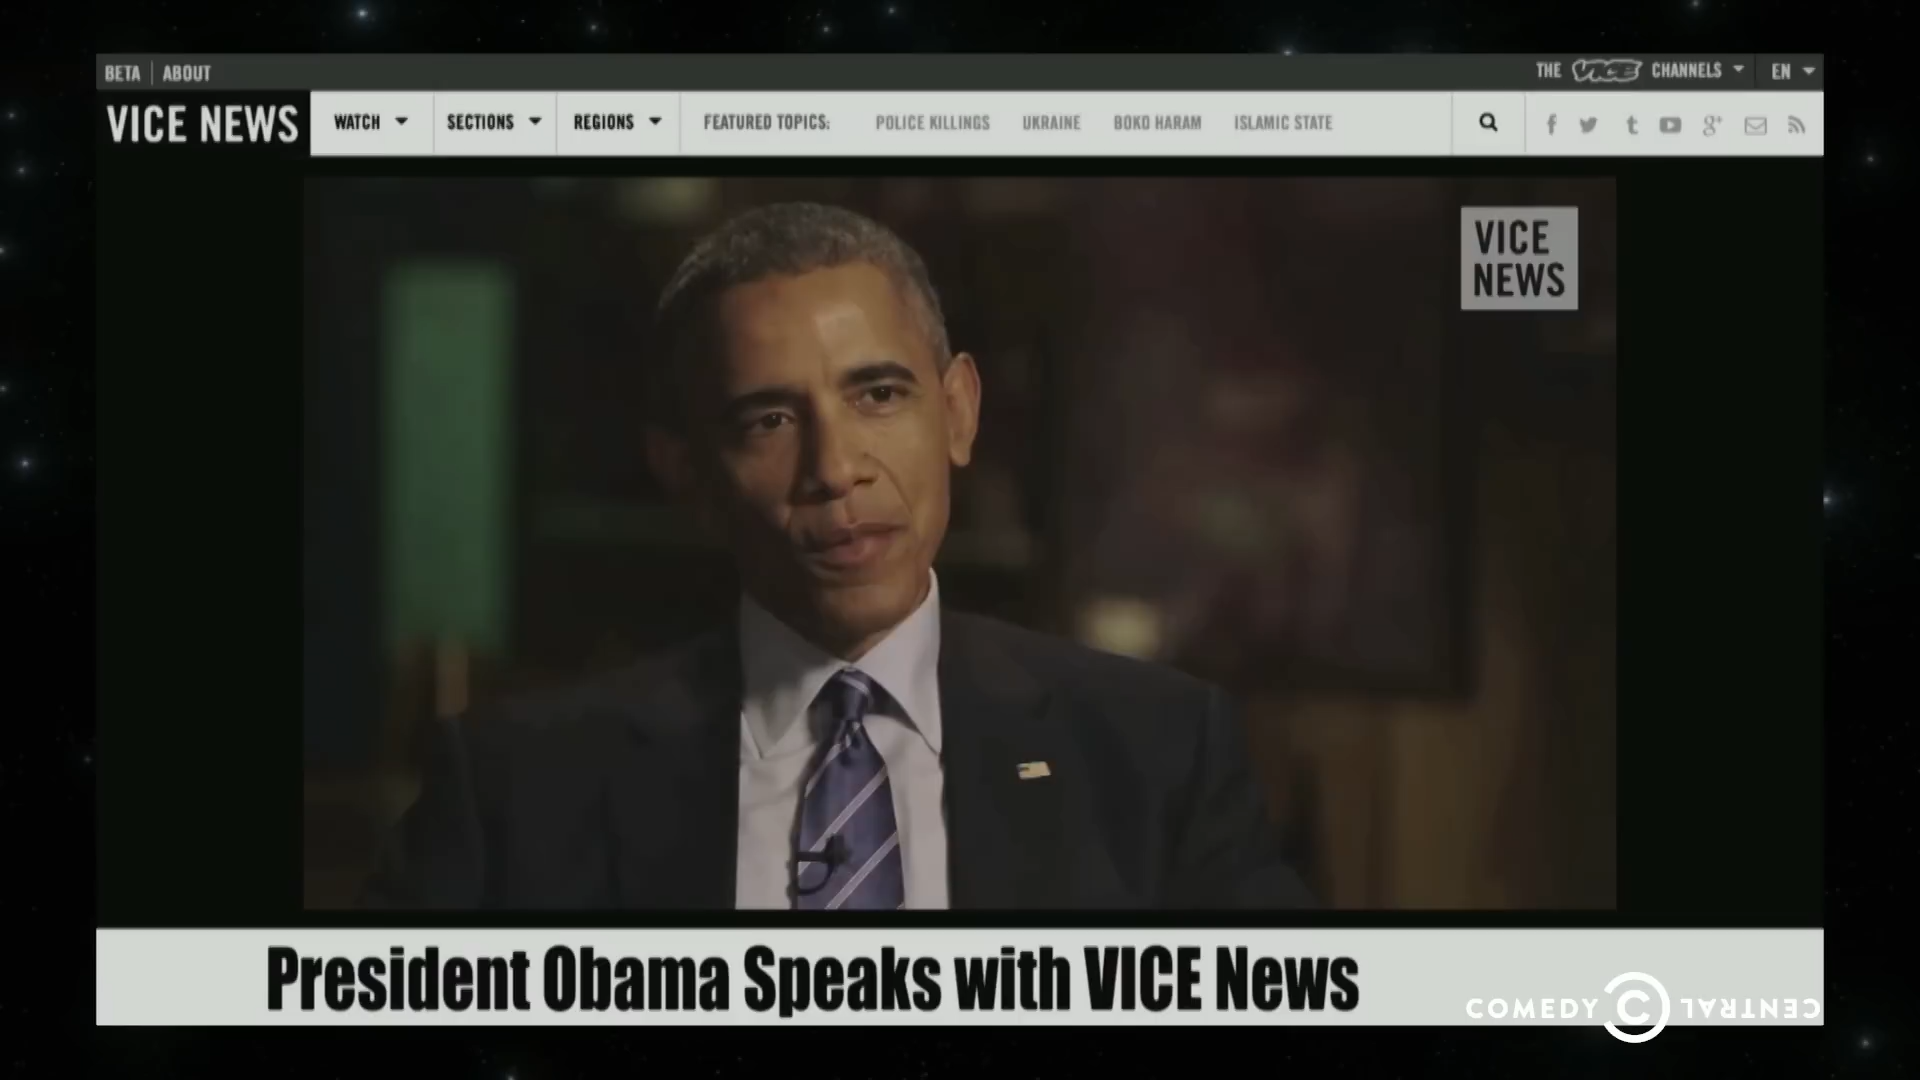 BETA ABOUT
THE VICE CHANNELS EN
VICE NEWS WATCH SECTIONS REGIONS FEATURED TOPICS: POLICE KILLINGS UKRAINE BOKO HARAM ISLAMIC STATE
VICE
NEWS
President Obama Speaks with VICE News
COMEDY CENTRAL